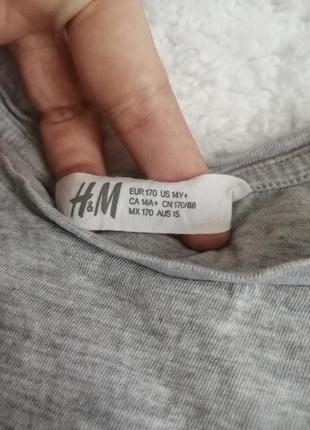 H&M
EUR 170 US 14Y+
CA 14A+ CN 170/88
MX 170 AUS 15